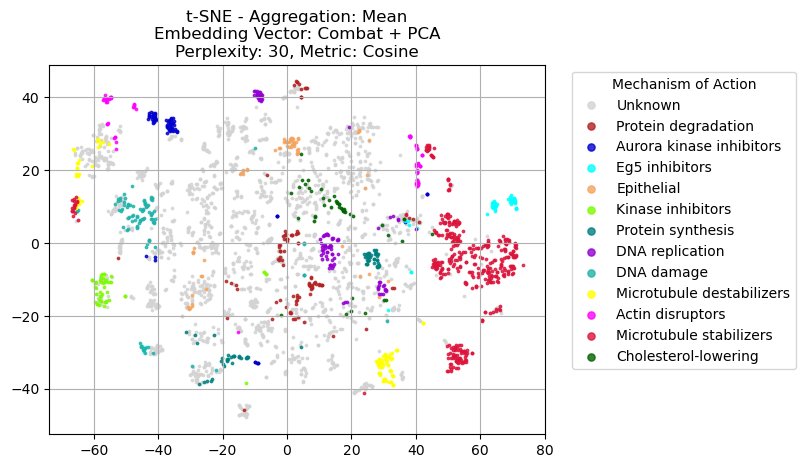 t-SNE - Aggregation: Mean
Embedding Vector: Combat + PCA
Perplexity: 30, Metric: Cosine
40
20
0
−20
−40
−60
−40
−20
0
20
40
60
80
Mechanism of Action
Unknown
Protein degradation
Aurora kinase inhibitors
Eg5 inhibitors
Epithelial
Kinase inhibitors
Protein synthesis
DNA replication
DNA damage
Microtubule destabilizers
Actin disruptors
Microtubule stabilizers
Cholesterol-lowering